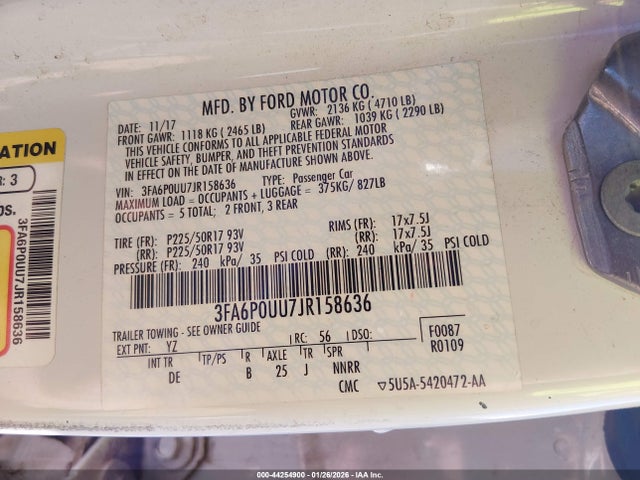 MFD. BY FORD MOTOR CO.
DATE: 11/17
GVWR: 2136 KG ( 4710 LB)
FRONT GAWR: 1118 KG ( 2465 LB)
REAR GAWR: 1039 KG ( 2290 LB)
THIS VEHICLE CONFORMS TO ALL APPLICABLE FEDERAL MOTOR
VEHICLE SAFETY, BUMPER, AND THEFT PREVENTION STANDARDS
IN EFFECT ON THE DATE OF MANUFACTURE SHOWN ABOVE.
VIN: 3FA6P0UU7JR158636
TYPE: Passenger Car
MAXIMUM LOAD = OCCUPANTS + LUGGAGE = 375KG/ 827LB
OCCUPANTS = 5 TOTAL; 2 FRONT, 3 REAR
TIRE (FR): P225/50R17 93V
RIMS (FR): 17x7.5J
(RR): P225/50R17 93V
(RR): 17x7.5J
PRESSURE (FR): 240 kPa/ 35 PSI COLD
(RR): 240 kPa/ 35 PSI COLD
3FA6P0UU7JR158636
TRAILER TOWING - SEE OWNER GUIDE
EXT PNT: YZ RC: 56 DSO: F0087
R0109
INT TR TP/PS R AXLE TR SPR
DE B 25 J NNRR
CMC 5U5A-5420472-AA
ATION
R: 3
3FA6P0UU7JR158636
000-44254900 - 01/26/2026 - IAA Inc.